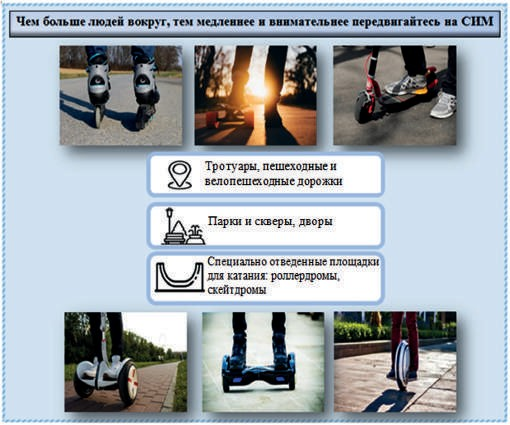 Чем больше людей вокруг, тем медленнее и внимательнее передвигайтесь на СИМ
Тротуары, пешеходные и
велопешеходные дорожки
Парки и скверы, дворы
Специально отведенные площадки
для катания: роллердромы,
скейтдромы